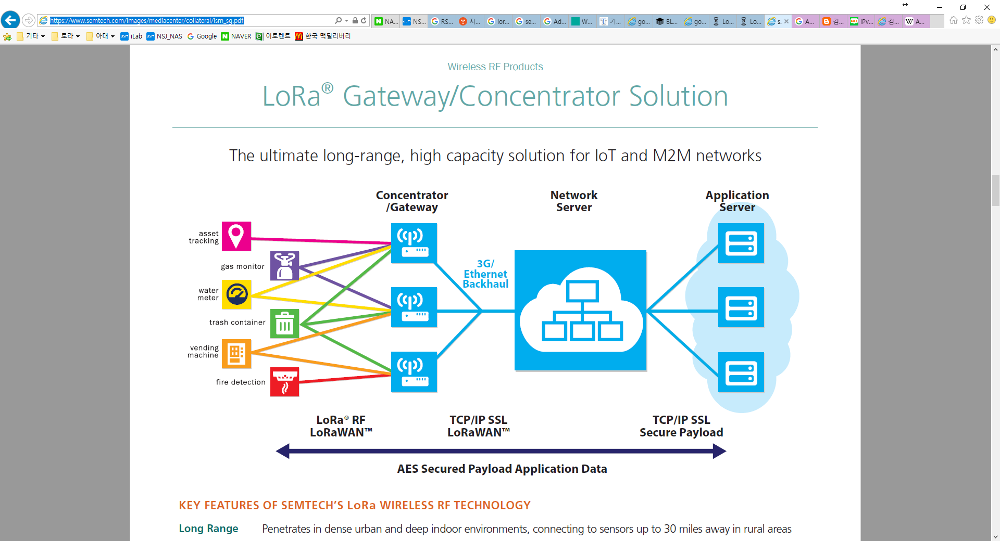 https://www.semtech.com/images/mediacenter/collateral/ism_sg.pdf
NA...
NS...
RS...
지...
lor...
se...
Ad...
W...
기...
go...
BL...
go...
Lo...
Lo...
s.
A...
김...
IPv...
컴...
A...
기타
로라
아대
iLab
NSJ_NAS
Google
NAVER
이토렌트
한국 맥딜리버리
Wireless RF Products
LoRa® Gateway/Concentrator Solution
The ultimate long-range, high capacity solution for IoT and M2M networks
Concentrator
/Gateway
Network
Server
Application
Server
asset
tracking
gas monitor
water
meter
trash container
vending
machine
fire detection
3G/
Ethernet
Backhaul
LoRa® RF
LoRaWAN™
TCP/IP SSL
LoRaWAN™
TCP/IP SSL
Secure Payload
AES Secured Payload Application Data
KEY FEATURES OF SEMTECH’S LoRa WIRELESS RF TECHNOLOGY
Long Range Penetrates in dense urban and deep indoor environments, connecting to sensors up to 30 miles away in rural areas